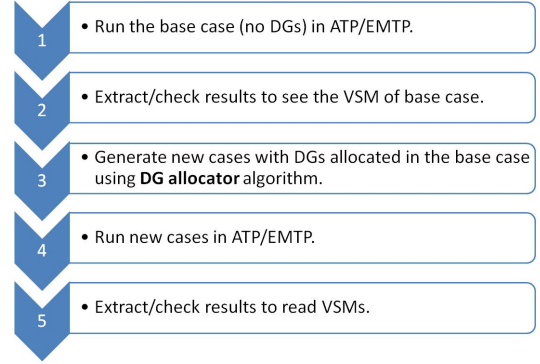 1
• Run the base case (no DGs) in ATP/EMTP.
2
• Extract/check results to see the VSM of base case.
3
• Generate new cases with DGs allocated in the base case
using DG allocator algorithm.
4
• Run new cases in ATP/EMTP.
5
• Extract/check results to read VSMs.